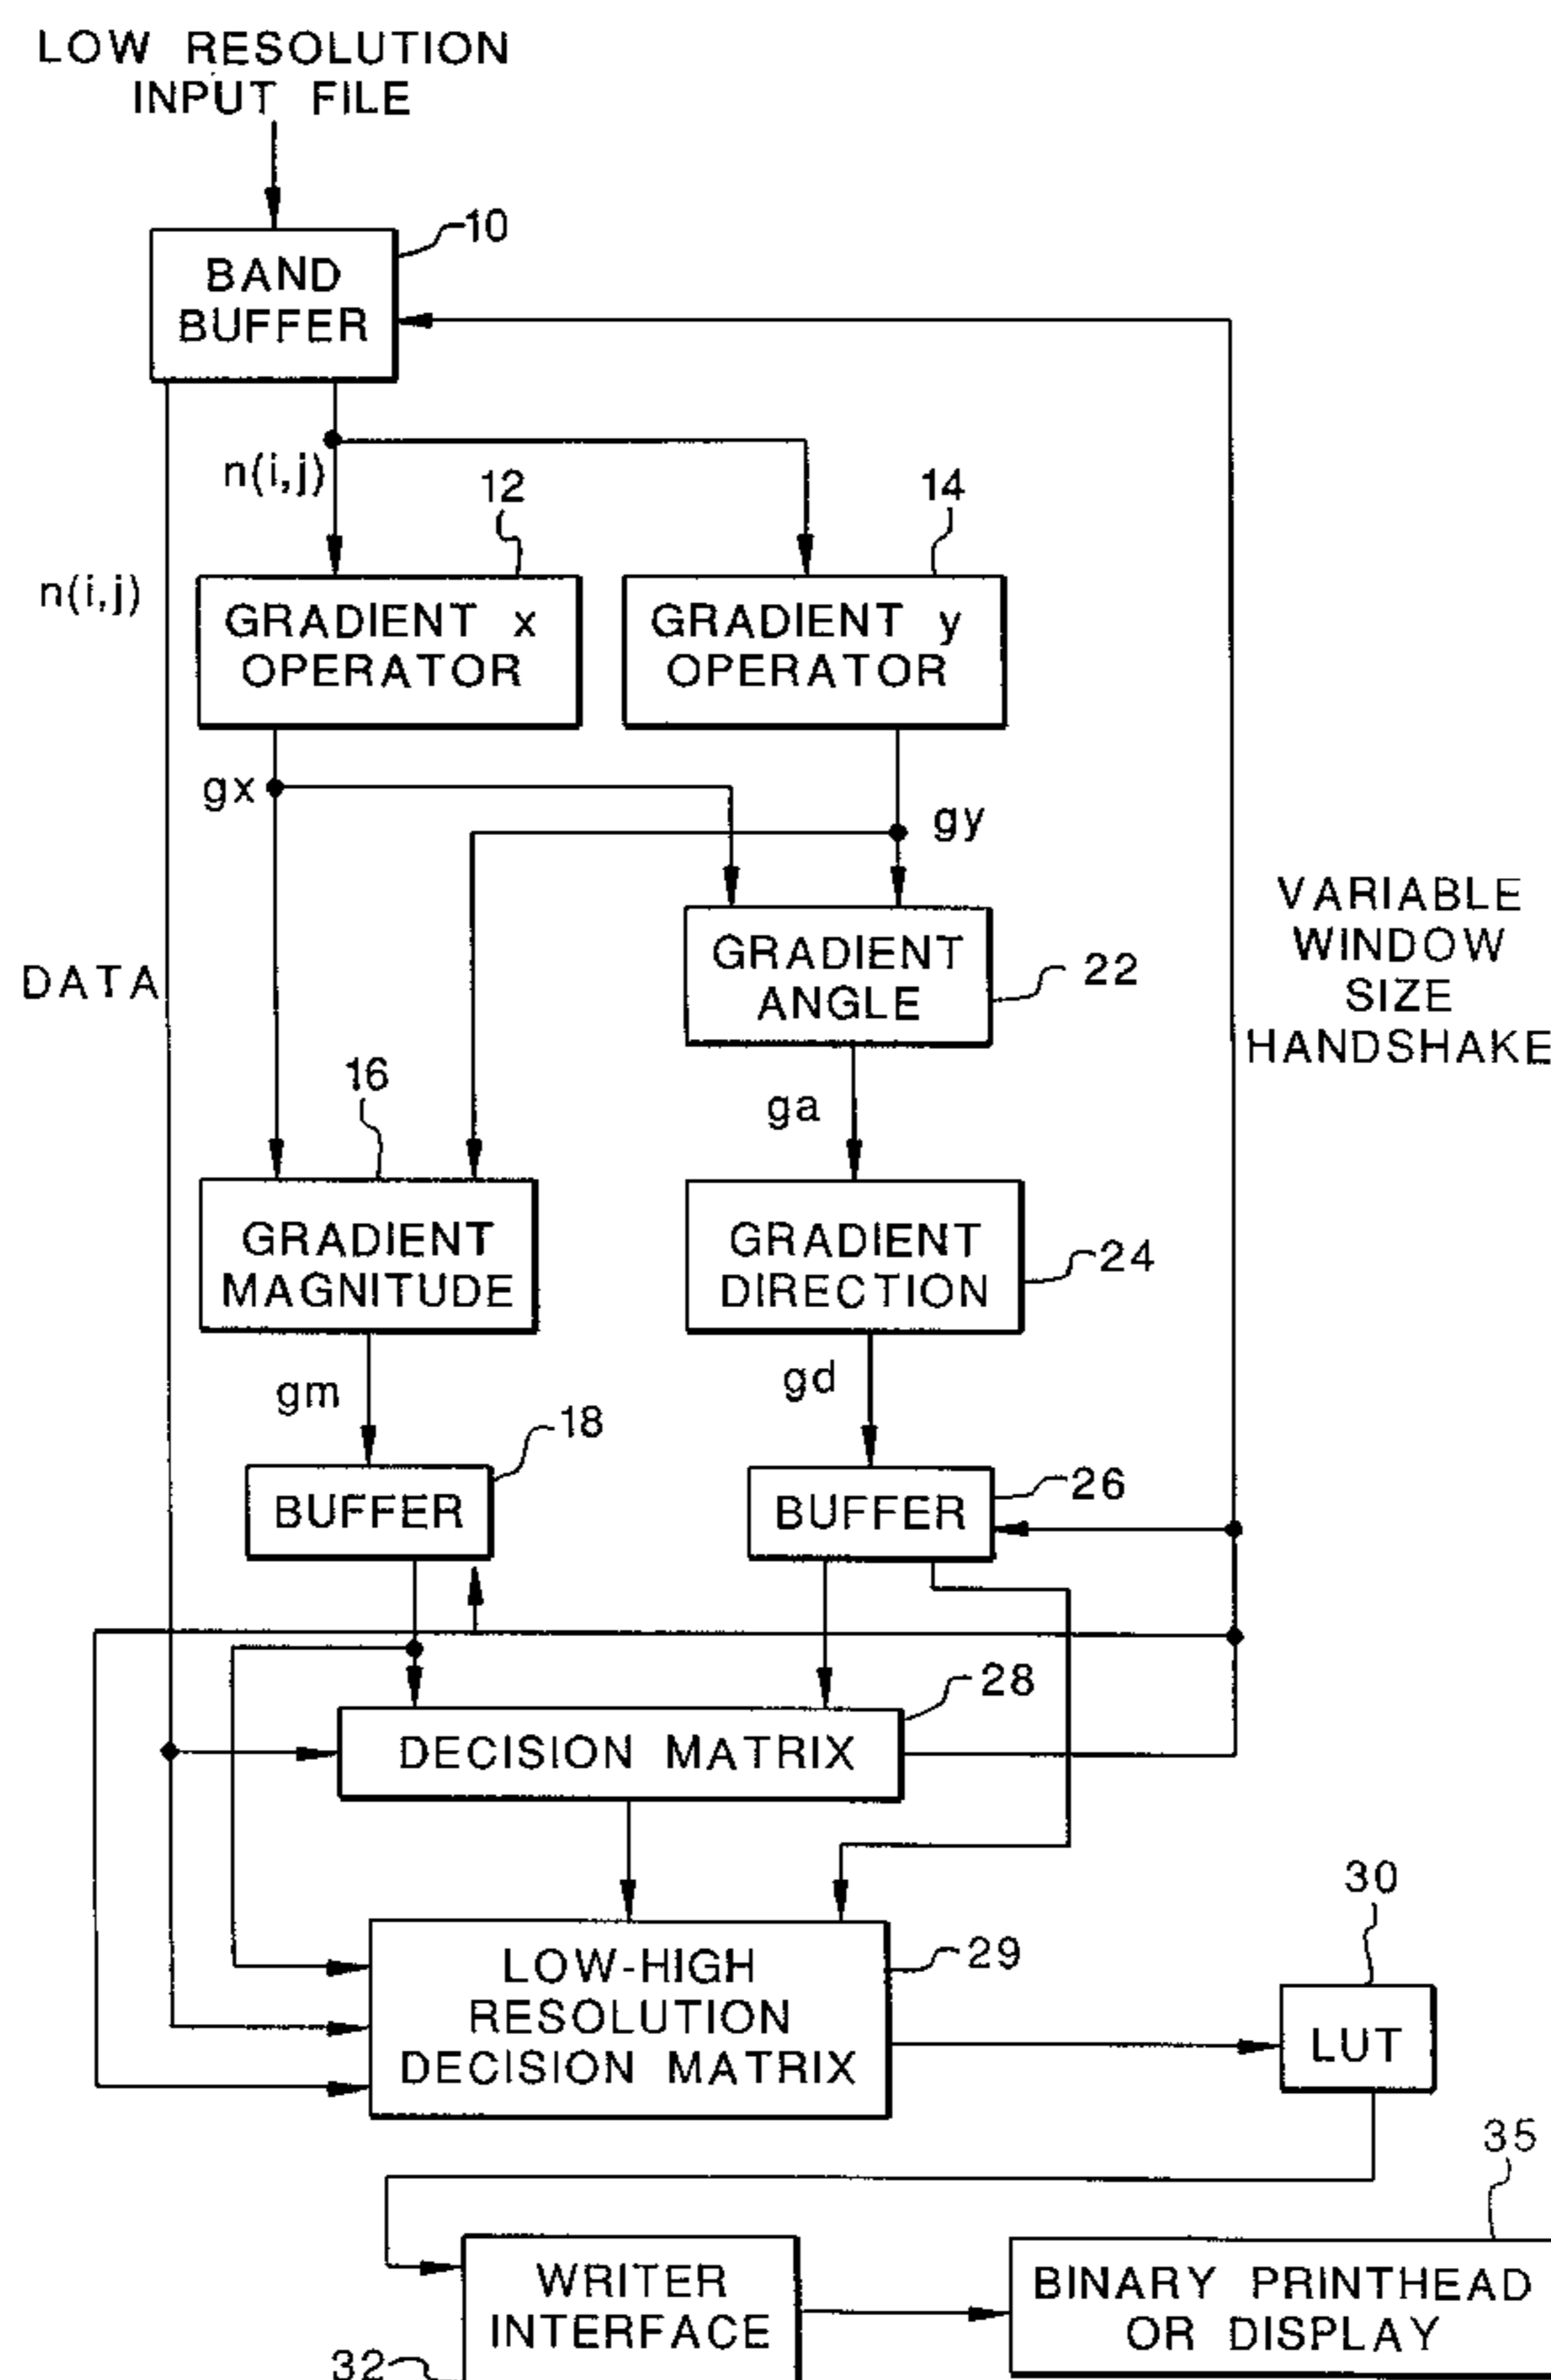 LOW RESOLUTION
INPUT FILE
10
BAND
BUFFER
n(i,j)
12
14
n(i,j)
GRADIENT x
OPERATOR
GRADIENT y
OPERATOR
gx
gy
VARIABLE
WINDOW
SIZE
HANDSHAKE
GRADIENT
ANGLE
22
DATA
16
ga
GRADIENT
MAGNITUDE
GRADIENT
DIRECTION
24
gm
gd
18
BUFFER
BUFFER
26
28
DECISION MATRIX
30
LOW-HIGH
RESOLUTION
DECISION MATRIX
29
LUT
35
WRITER
INTERFACE
BINARY PRINTHEAD
OR DISPLAY
32